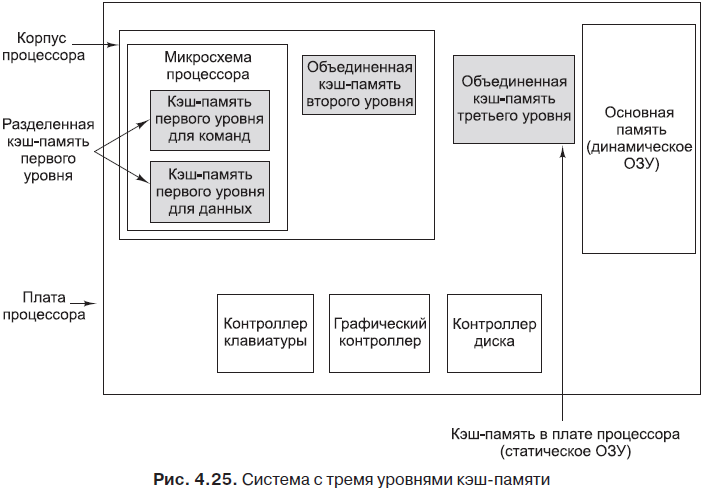 Корпус
процессора
Микросхема
процессора
Кэш-память
первого уровня
для команд
Кэш-память
первого уровня
для данных
Разделенная
кэш-память
первого
уровня
Объединенная
кэш-память
второго уровня
Объединенная
кэш-память
третьего уровня
Основная
память
(динамическое
ОЗУ)
Плата
процессора
Контроллер
клавиатуры
Графический
контроллер
Контроллер
диска
Кэш-память в плате процессора
(статическое ОЗУ)
Рис. 4.25. Система с тремя уровнями кэш-памяти